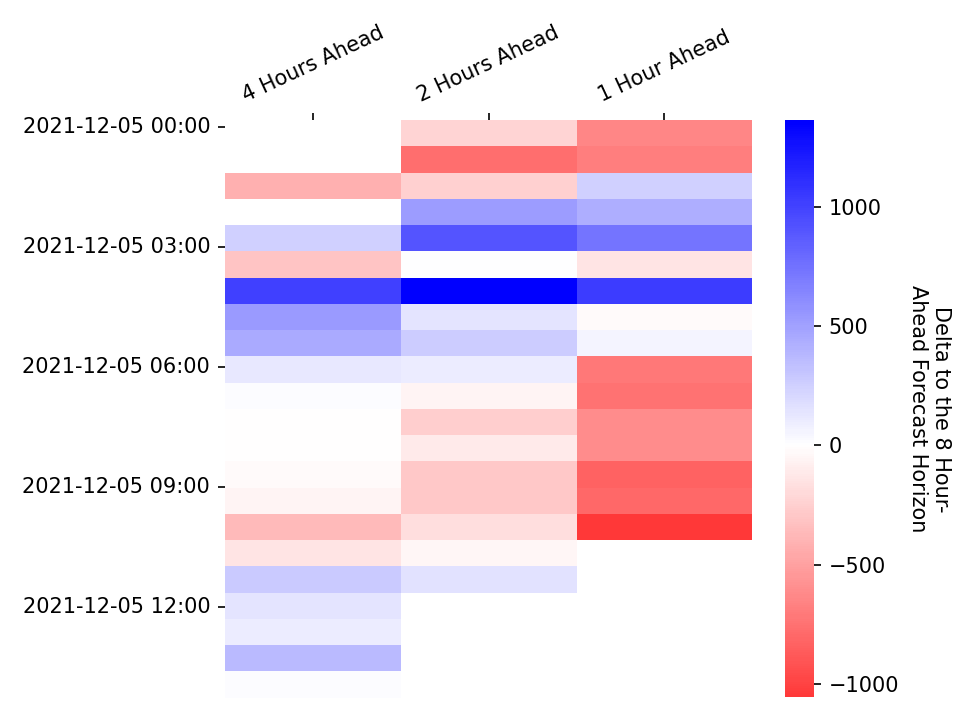 4 Hours Ahead
2 Hours Ahead
1 Hour Ahead
2021-12-05 00:00
2021-12-05 03:00
2021-12-05 06:00
2021-12-05 09:00
2021-12-05 12:00
1000
500
0
−500
−1000
Delta to the 8 Hour-
Ahead Forecast Horizon